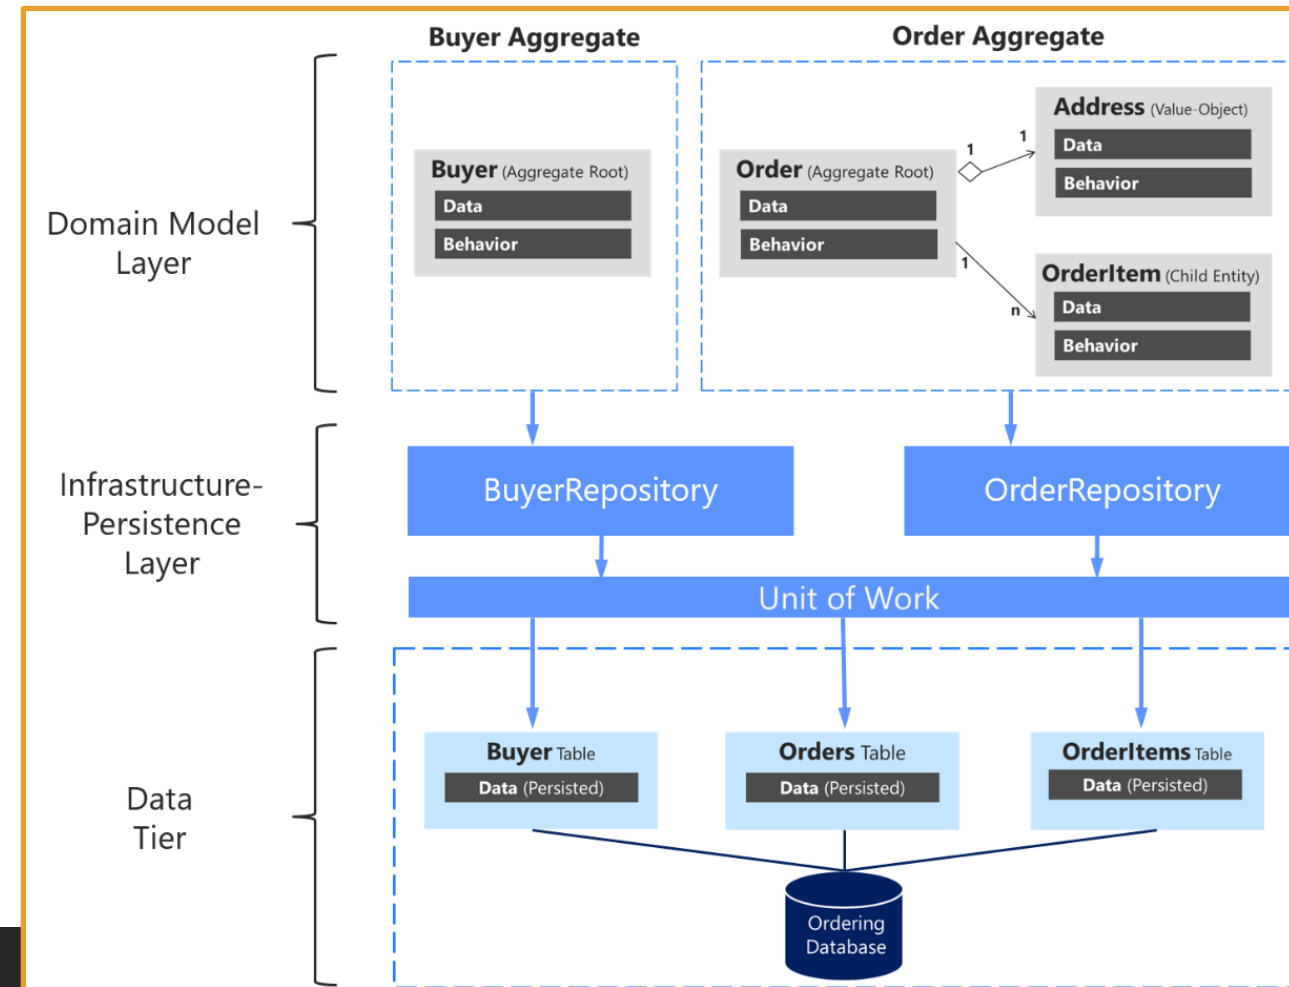 Buyer Aggregate
Order Aggregate
Domain Model
Layer
Buyer (Aggregate Root)
Data
Behavior
Order (Aggregate Root)
Data
Behavior
1
1
Address (Value-Object)
Data
Behavior
1
n
OrderItem (Child Entity)
Data
Behavior
Infrastructure-
Persistence
Layer
BuyerRepository
OrderRepository
Unit of Work
Data
Tier
Buyer Table
Data (Persisted)
Orders Table
Data (Persisted)
OrderItems Table
Data (Persisted)
Ordering
Database